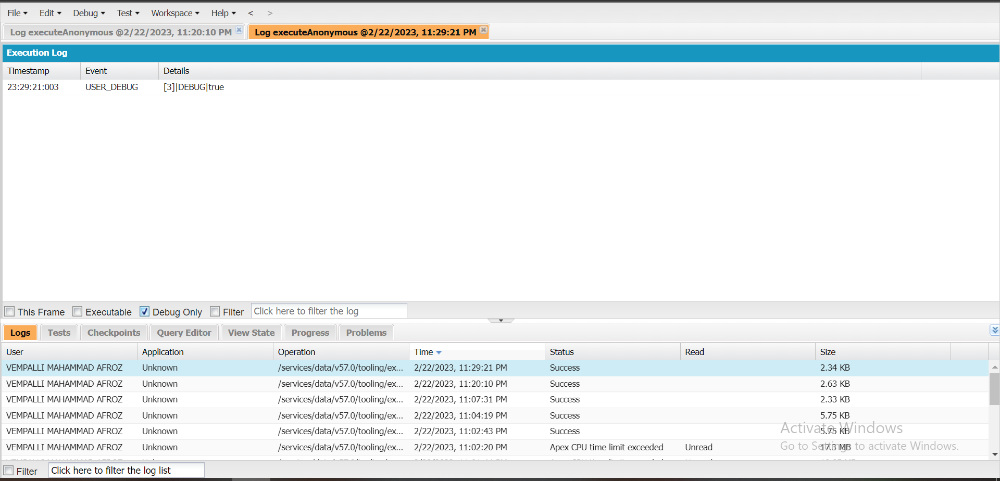 File Edit Debug Test Workspace Help < >
Log executeAnonymous @2/22/2023, 11:20:10 PM Log executeAnonymous @2/22/2023, 11:29:21 PM
Execution Log
Timestamp Event Details
23:29:21:003 USER_DEBUG [3]|DEBUG|true
This Frame Executable Debug Only Filter Click here to filter the log
Logs Tests Checkpoints Query Editor View State Progress Problems
User Application Operation Time Status Read Size
VEMPALLI MAHAMMAD AFROZ Unknown /services/data/v57.0/tooling/ex... 2/22/2023, 11:29:21 PM Success 2.34 KB
VEMPALLI MAHAMMAD AFROZ Unknown /services/data/v57.0/tooling/ex... 2/22/2023, 11:20:10 PM Success 2.63 KB
VEMPALLI MAHAMMAD AFROZ Unknown /services/data/v57.0/tooling/ex... 2/22/2023, 11:07:31 PM Success 2.33 KB
VEMPALLI MAHAMMAD AFROZ Unknown /services/data/v57.0/tooling/ex... 2/22/2023, 11:04:19 PM Success 5.75 KB
VEMPALLI MAHAMMAD AFROZ Unknown /services/data/v57.0/tooling/ex... 2/22/2023, 11:02:43 PM Success 5.75 KB
Activate Windows
VEMPALLI MAHAMMAD AFROZ Unknown /services/data/v57.0/tooling/ex... 2/22/2023, 11:02:20 PM Apex CPU time limit exceeded Unread 17.3 MB
Go to Settings to activate Windows.
Filter Click here to filter the log list